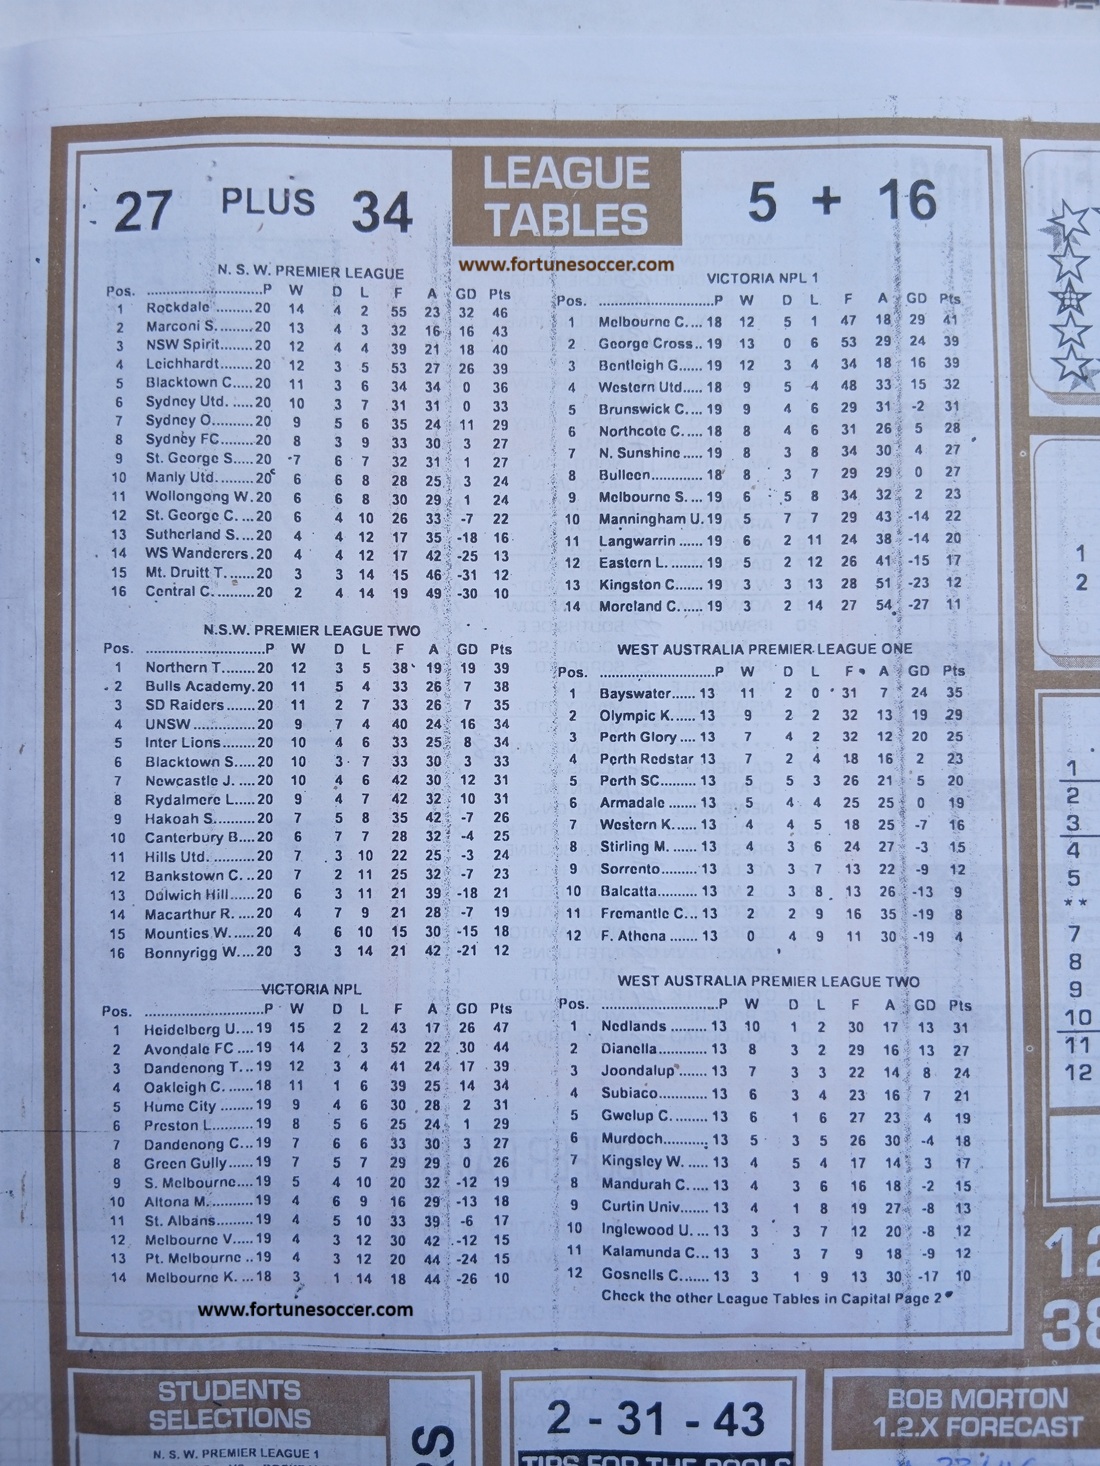 27 PLUS 34
LEAGUE
TABLES
5 + 16
www.fortunesoccer.com
N. S. W. PREMIER LEAGUE
Pos. ..............................P W D L F A GD Pts
1 Rockdale .........20 14 4 2 55 23 32 46
2 Marconi S.......20 13 4 3 32 16 16 43
3 NSW Spirit......20 12 4 4 39 21 18 40
4 Leichhardt......20 12 3 5 53 27 26 39
5 Blacktown C....20 11 3 6 34 34 0 36
6 Sydney Utd. .....20 10 3 7 31 31 0 33
7 Sydney O.........20 9 5 6 35 24 11 29
8 Sydney FC........20 8 3 9 33 30 3 27
9 St. George S.....20 7 6 7 32 31 1 27
10 Manly Utd.........20 6 6 8 28 25 3 24
11 Wollongong W.20 6 6 8 30 29 1 24
12 St. George C. ...20 6 4 10 26 33 -7 22
13 Sutherland S....20 4 4 12 17 35 -18 16
14 WS Wanderers.20 4 4 12 17 42 -25 13
15 Mt. Druitt T.......20 3 3 14 15 46 -31 12
16 Central C..........20 2 4 14 19 49 -30 10
N.S.W. PREMIER LEAGUE TWO
Pos. ..............................P W D L F A GD Pts
1 Northern T.......20 12 3 5 38 19 19 39
2 Bulls Academy.20 11 5 4 33 26 7 38
3 SD Raiders.......20 11 2 7 33 26 7 35
4 UNSW..............20 9 7 4 40 24 16 34
5 Inter Lions........20 10 4 6 33 25 8 34
6 Blacktown S.....20 10 3 7 33 30 3 33
7 Newcastle J. ....20 10 4 6 42 30 12 31
8 Rydalmere L.....20 9 4 7 42 32 10 31
9 Hakoah S.........20 7 5 8 35 42 -7 26
10 Canterbury B....20 6 7 7 28 32 -4 25
11 Hills Utd. .........20 7 3 10 22 25 -3 24
12 Bankstown C. ..20 7 2 11 25 32 -7 23
13 Dolwich Hill......20 6 3 11 21 39 -18 21
14 Macarthur R. ....20 4 7 9 21 28 -7 19
15 Mounties W......20 4 6 10 15 30 -15 18
16 Bonnyrigg W....20 3 3 14 21 42 -21 12
VICTORIA NPL
Pos. ..............................P W D L F A GD Pts
1 Heidelberg U....19 15 2 2 43 17 26 47
2 Avondale FC ....19 14 2 3 52 22 30 44
3 Dandenong T...19 12 3 4 41 24 17 39
4 Oakleigh C. ......18 11 1 6 39 25 14 34
5 Hume City ........19 9 4 6 30 28 2 31
6 Preston L..........19 8 5 6 25 24 1 29
7 Dandenong C...19 7 6 6 33 30 3 27
8 Green Gully......19 7 5 7 29 29 0 26
9 S. Melbourne....19 5 4 10 20 32 -12 19
10 Altona M...........19 4 6 9 16 29 -13 18
11 St. Albans.........19 4 5 10 33 39 -6 17
12 Melbourne V.....19 4 3 12 30 42 -12 15
13 Pt. Melbourne ..19 4 3 12 20 44 -24 15
14 Melbourne K. ...18 3 1 14 18 44 -26 10
www.fortunesoccer.com
VICTORIA NPL 1
Pos. ..............................P W D L F A GD Pts
1 Melbourne C.... 18 12 5 1 47 18 29 41
2 George Cross.. 19 13 0 6 53 29 24 39
3 Bentleigh G...... 19 12 3 4 34 18 16 39
4 Western Utd..... 18 9 5 4 48 33 15 32
5 Brunswick C.... 19 9 4 6 29 31 -2 31
6 Northcote C..... 18 8 4 6 31 26 5 28
7 N. Sunshine..... 19 8 3 8 34 30 4 27
8 Bulleen............ 18 8 3 7 29 29 0 27
9 Melbourne S.... 19 6 5 8 34 32 2 23
10 Manningham U.19 5 7 7 29 43 -14 22
11 Langwarrin ...... 19 6 2 11 24 38 -14 20
12 Eastern L. ....... 19 5 2 12 26 41 -15 17
13 Kingston C....... 19 3 3 13 28 51 -23 12
14 Moreland C...... 19 3 2 14 27 54 -27 11
WEST AUSTRALIA PREMIER LEAGUE ONE
Pos. ..............................P W D L F A GD Pts
1 Bayswater...... 13 11 2 0 31 7 24 35
2 Olympic K...... 13 9 2 2 32 13 19 29
3 Perth Glory .... 13 7 4 2 32 12 20 25
4 Perth Redstar 13 7 2 4 18 16 2 23
5 Perth SC........ 13 5 5 3 26 21 5 20
6 Armadale ...... 13 5 4 4 25 25 0 19
7 Western K...... 13 4 4 5 18 25 -7 16
8 Stirling M. ...... 13 4 3 6 24 27 -3 15
9 Sorrento......... 13 3 3 7 13 22 -9 12
10 Balcatta......... 13 2 3 8 13 26 -13 9
11 Fremantle C... 13 2 2 9 16 35 -19 8
12 F. Athena ....... 13 0 4 9 11 30 -19 4
WEST AUSTRALIA PREMIER LEAGUE TWO
Pos. ..............................P W D L F A GD Pts
1 Nedlands ......... 13 10 1 2 30 17 13 31
2 Dianella............ 13 8 3 2 29 16 13 27
3 Joondalup........ 13 7 3 3 22 14 8 24
4 Subiaco............ 13 6 3 4 23 16 7 21
5 Gwelup C......... 13 6 1 6 27 23 4 19
6 Murdoch........... 13 5 3 5 26 30 -4 18
7 Kingsley W. ..... 13 4 5 4 17 14 3 17
8 Mandurah C. ... 13 4 3 6 16 18 -2 15
9 Curtin Univ....... 13 4 1 8 19 27 -8 13
10 Inglewood U. ... 13 3 3 7 12 20 -8 12
11 Kalamunda C... 13 3 3 7 9 18 -9 12
12 Gosnells C....... 13 3 1 9 13 30 -17 10
Check the other League Tables in Capital Page 2
1
2
1
2
3
4
5
**
7
8
9
10
11
12
12
38
STUDENTS
SELECTIONS
N. S. W. PREMIER LEAGUE 1
2 - 31 - 43
TIPS FOR THE POOLS
BOB MORTON
1.2.X FORECAST